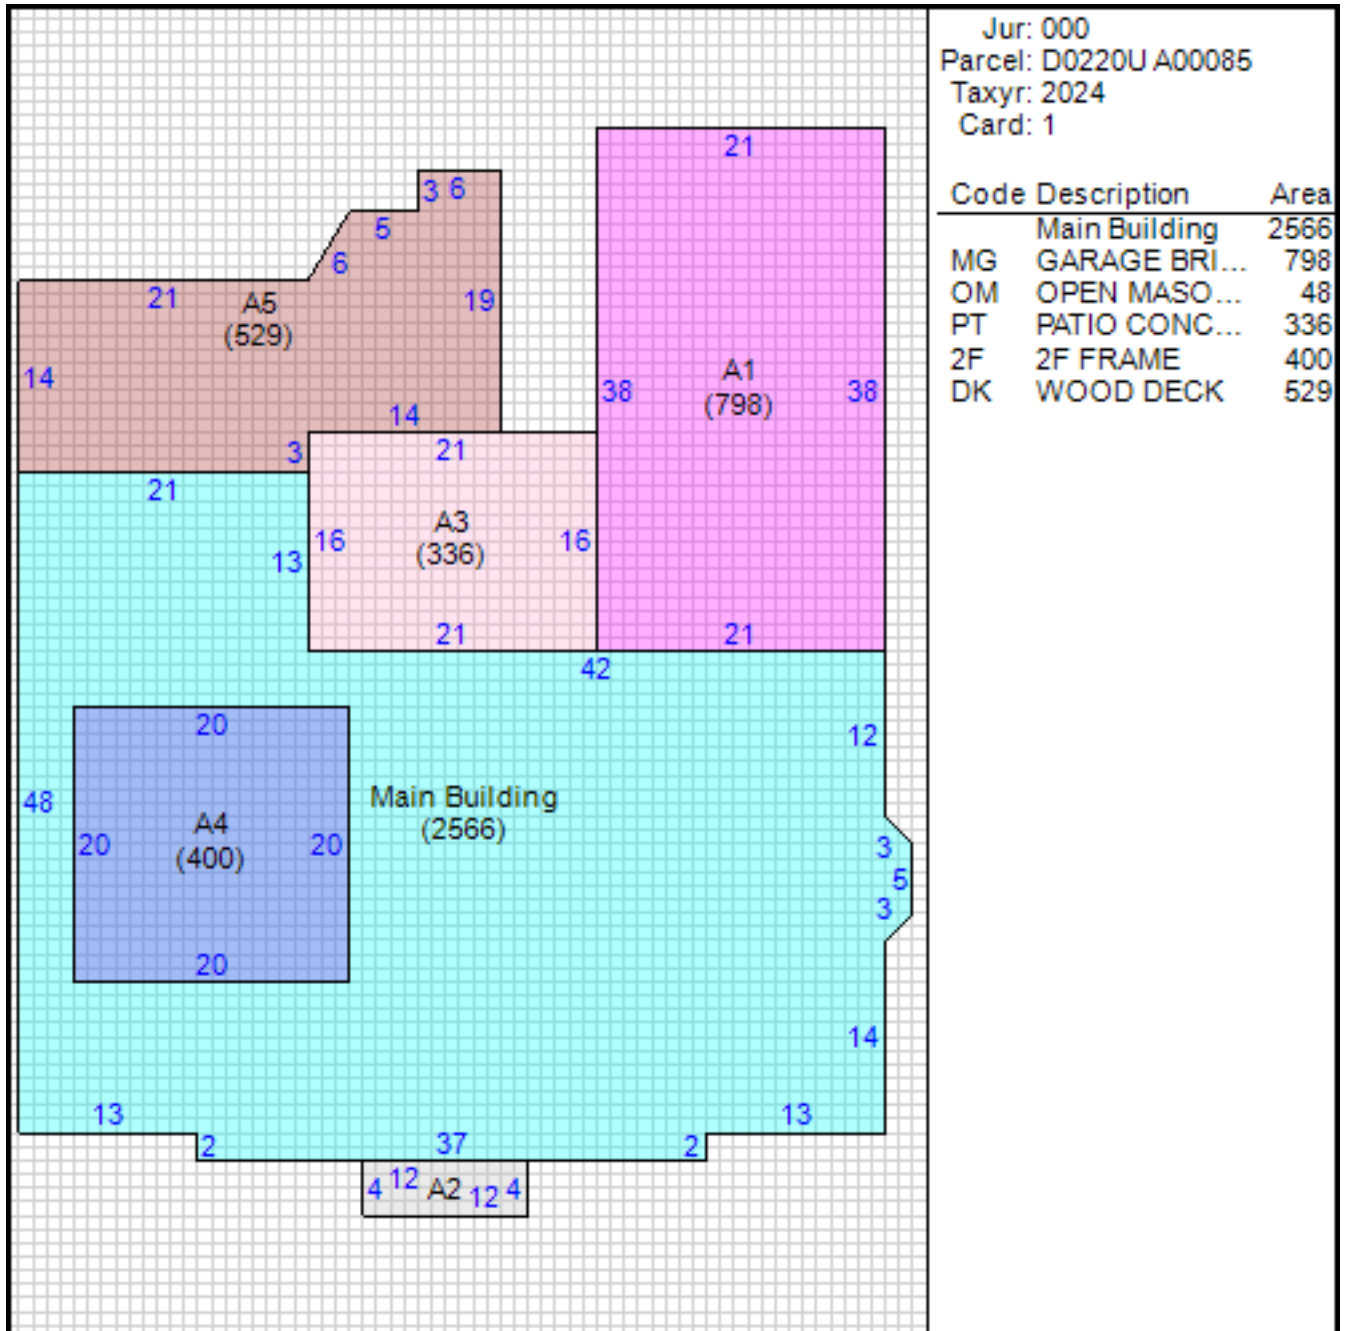 Jur: 000
Parcel: D0220U A00085
Taxyr: 2024
Card: 1
Code Description Area
Main Building 2566
MG GARAGE BRI... 798
OM OPEN MASO... 48
PT PATIO CONC... 336
2F 2F FRAME 400
DK WOOD DECK 529
21
3 6
5
6
21
A5
(529)
19
14
14
3
A1
(798)
38
38
21
21
21
A3
(336)
16
16
13
21
42
12
20
48
A4
(400)
20
20
20
Main Building
(2566)
3
5
3
14
13
13
2
37
2
4
12
A2
12
4